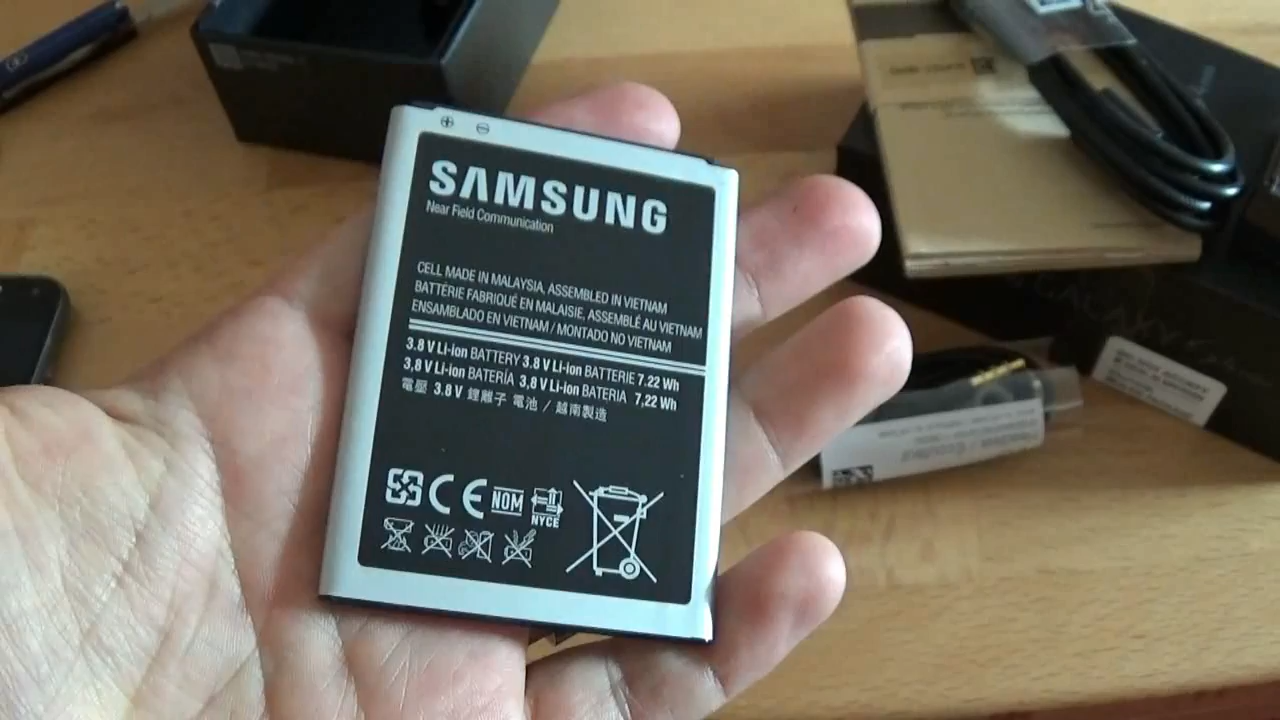 SAMSUNG
Near Field Communication
CELL MADE IN MALAYSIA, ASSEMBLED IN VIETNAM
BATTÉRIE FABRIQUÉ EN MALAISIE, ASSEMBLÉ AU VIETNAM
ENSAMBLADO EN VIETNAM / MONTADO NO VIETNAM
3.8 V Li-ion BATTERY 3.8 V Li-ion BATTERIE 7.22 Wh
3,8 V Li-ion BATERÍA 3,8 V Li-ion BATERIA 7,22 Wh
電壓 3.8 V 鋰離子 電池 / 越南製造
CE NOM NYCE